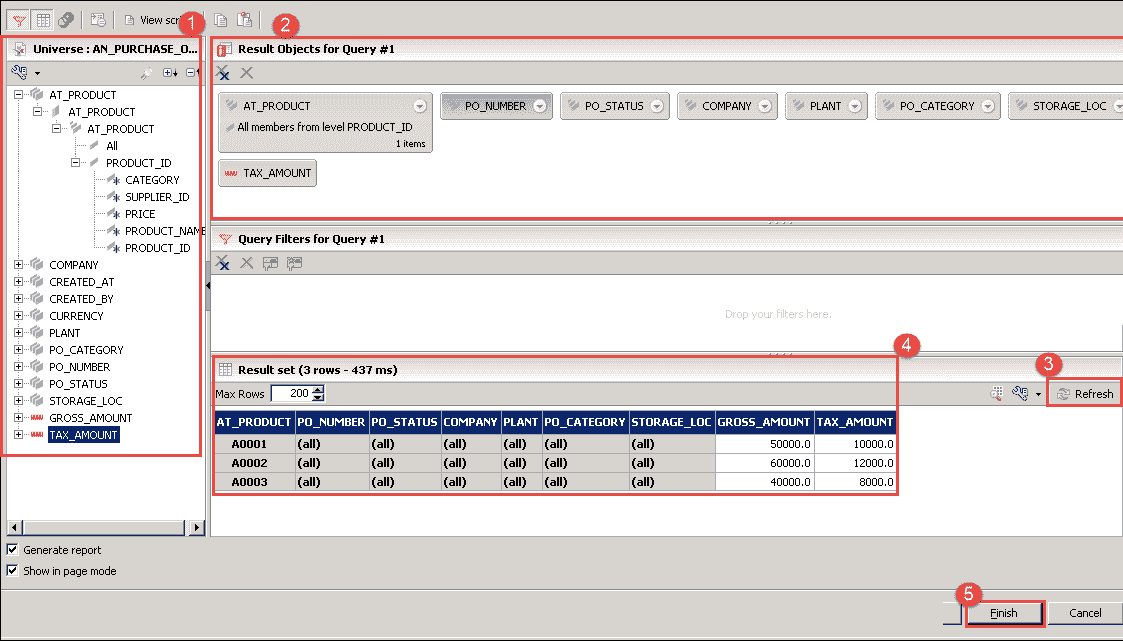 View scr
1
2
Universe : AN_PURCHASE_O...
Result Objects for Query #1
AT_PRODUCT
AT_PRODUCT
AT_PRODUCT
All
PRODUCT_ID
CATEGORY
SUPPLIER_ID
PRICE
PRODUCT_NAME
PRODUCT_ID
COMPANY
CREATED_AT
CREATED_BY
CURRENCY
PLANT
PO_CATEGORY
PO_NUMBER
PO_STATUS
STORAGE_LOC
GROSS_AMOUNT
TAX_AMOUNT
AT_PRODUCT
All members from level PRODUCT_ID
1 items
PO_NUMBER
PO_STATUS
COMPANY
PLANT
PO_CATEGORY
STORAGE_LOC
TAX_AMOUNT
Query Filters for Query #1
Drop your filters here.
4
Result set (3 rows - 437 ms)
3
Max Rows 200
Refresh
AT_PRODUCT PO_NUMBER PO_STATUS COMPANY PLANT PO_CATEGORY STORAGE_LOC GROSS_AMOUNT TAX_AMOUNT
A0001 (all) (all) (all) (all) (all) (all) 50000.0 10000.0
A0002 (all) (all) (all) (all) (all) (all) 60000.0 12000.0
A0003 (all) (all) (all) (all) (all) (all) 40000.0 8000.0
Generate report
Show in page mode
5
Finish
Cancel